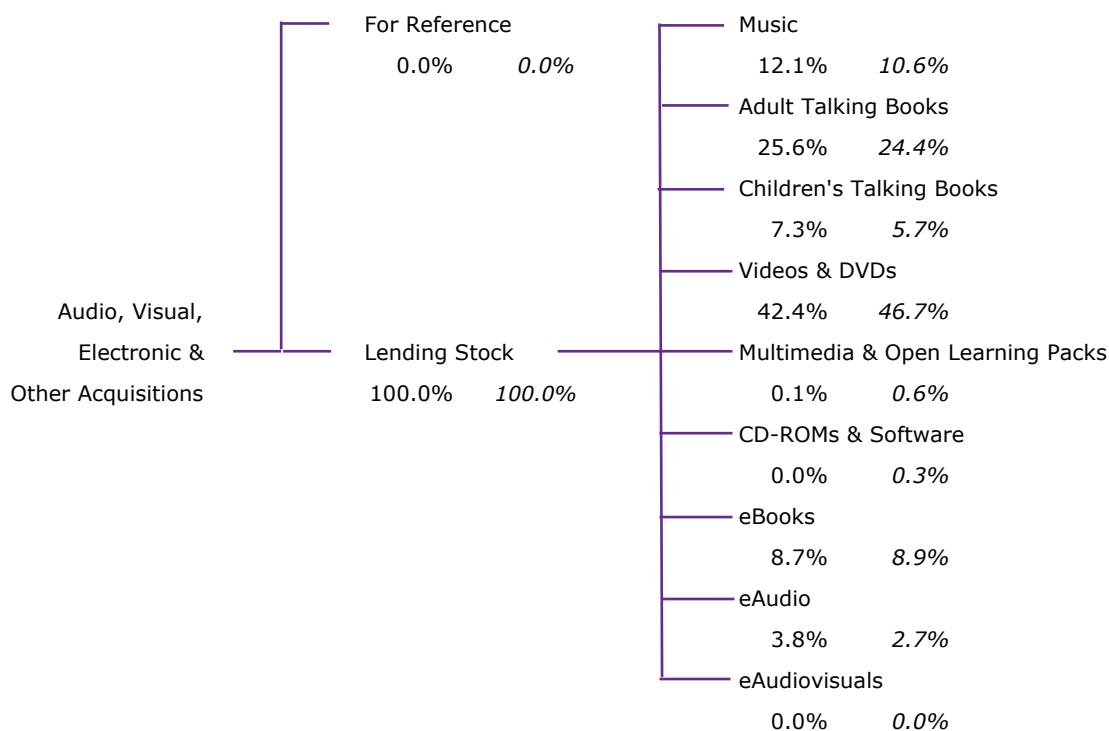 For Reference
0.0% 0.0%
Audio, Visual,
Electronic &
Other Acquisitions
Lending Stock
100.0% 100.0%
Music
12.1% 10.6%
Adult Talking Books
25.6% 24.4%
Children's Talking Books
7.3% 5.7%
Videos & DVDs
42.4% 46.7%
Multimedia & Open Learning Packs
0.1% 0.6%
CD-ROMs & Software
0.0% 0.3%
eBooks
8.7% 8.9%
eAudio
3.8% 2.7%
eAudiovisuals
0.0% 0.0%